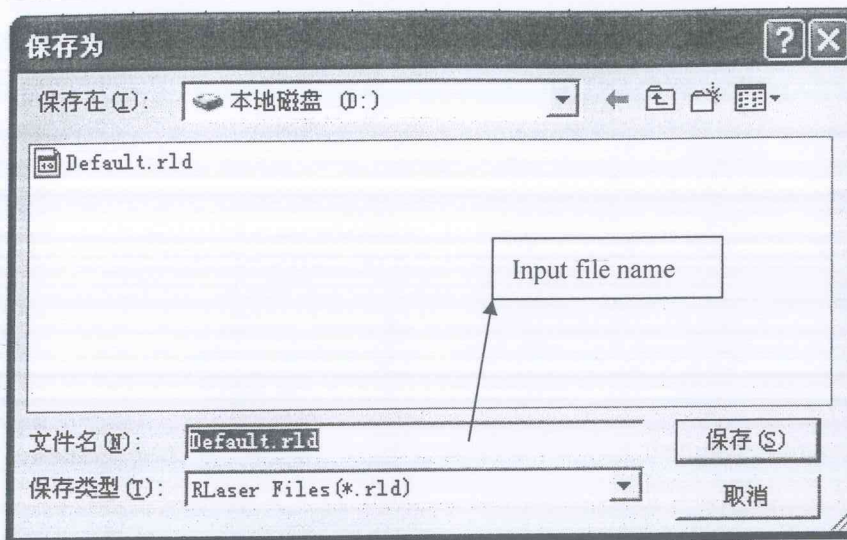 保存为
保存在(I): 本地磁盘 (D:)
Default.rld
Input file name
文件名(N): Default.rld 保存(S)
保存类型(T): RLaser Files(*.rld) 取消